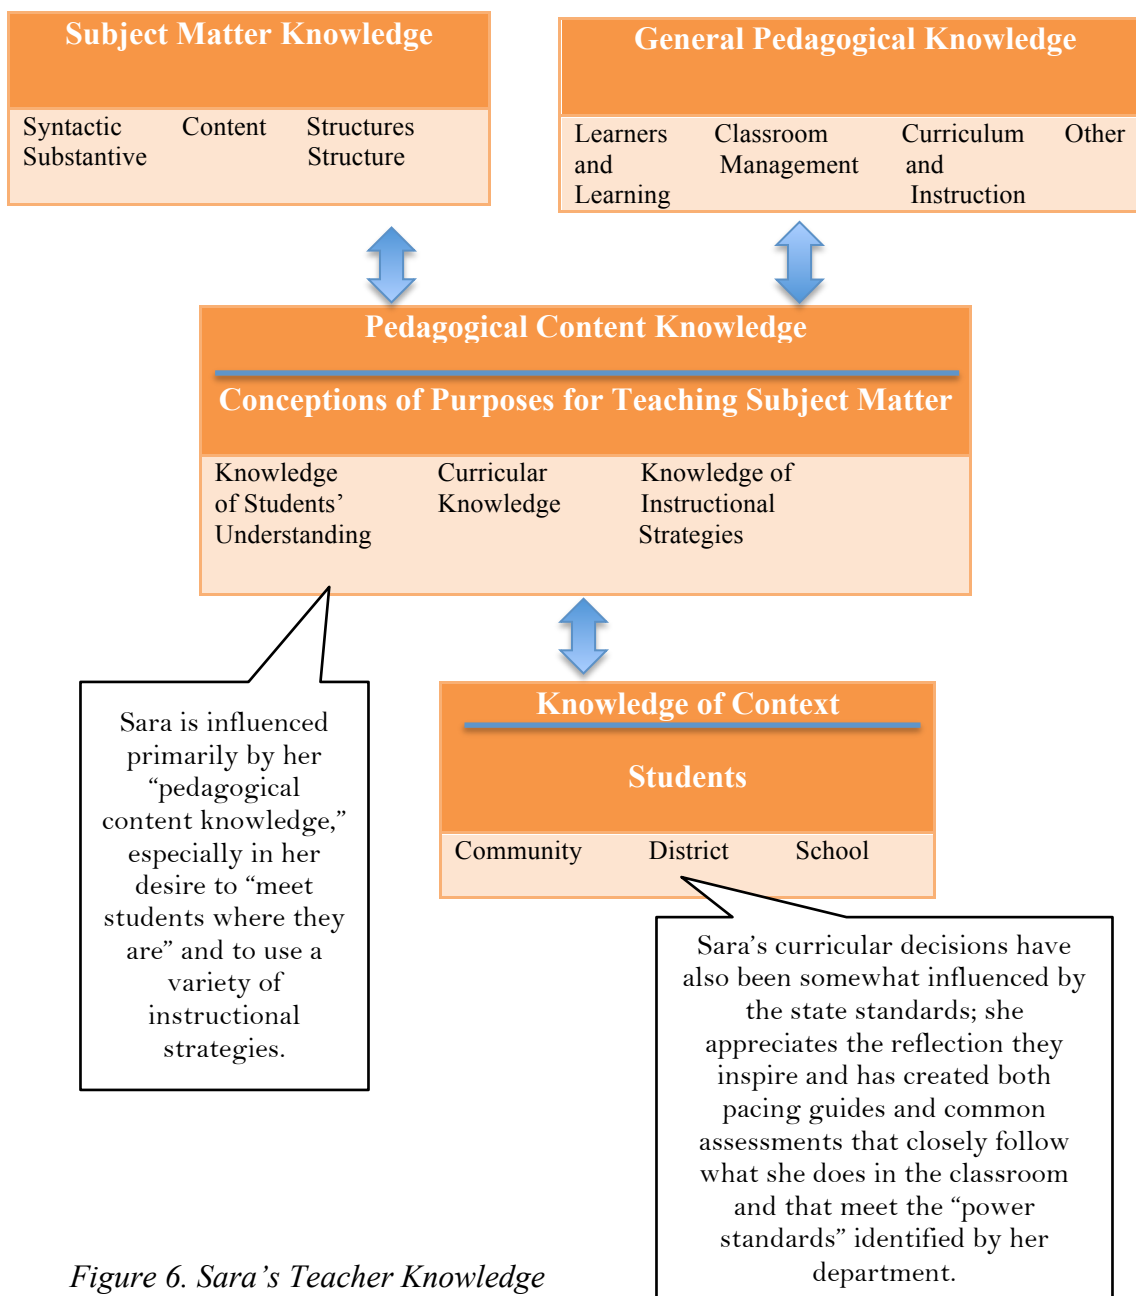 Subject Matter Knowledge
Syntactic Content Structures
Substantive Structure
General Pedagogical Knowledge
Learners Classroom Curriculum Other
and Management and
Learning Instruction
Pedagogical Content Knowledge
Conceptions of Purposes for Teaching Subject Matter
Knowledge Curricular Knowledge of
of Students’ Knowledge Instructional
Understanding Strategies
Knowledge of Context
Students
Community District School
Sara is influenced
primarily by her
“pedagogical
content knowledge,”
especially in her
desire to “meet
students where they
are” and to use a
variety of
instructional
strategies.
Sara’s curricular decisions have
also been somewhat influenced by
the state standards; she
appreciates the reflection they
inspire and has created both
pacing guides and common
assessments that closely follow
what she does in the classroom
and that meet the “power
standards” identified by her
department.
Figure 6. Sara’s Teacher Knowledge